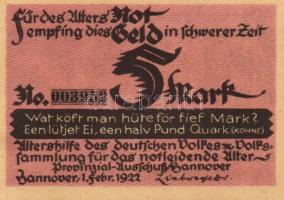 Für des Alters Not
empfing dies Geld in schwerer Zeit
5 Mark
No. 003952
Wat köft man hüte för fief Mark?
Een lütjet Ei, een halv Pund Quark (KÖHNE)
Altershilfe des deutschen Volkes Volks-
sammlung für das notleidende Alter
Provinzial-Ausschuß Hannover
Hannover, 1. Febr. 1922